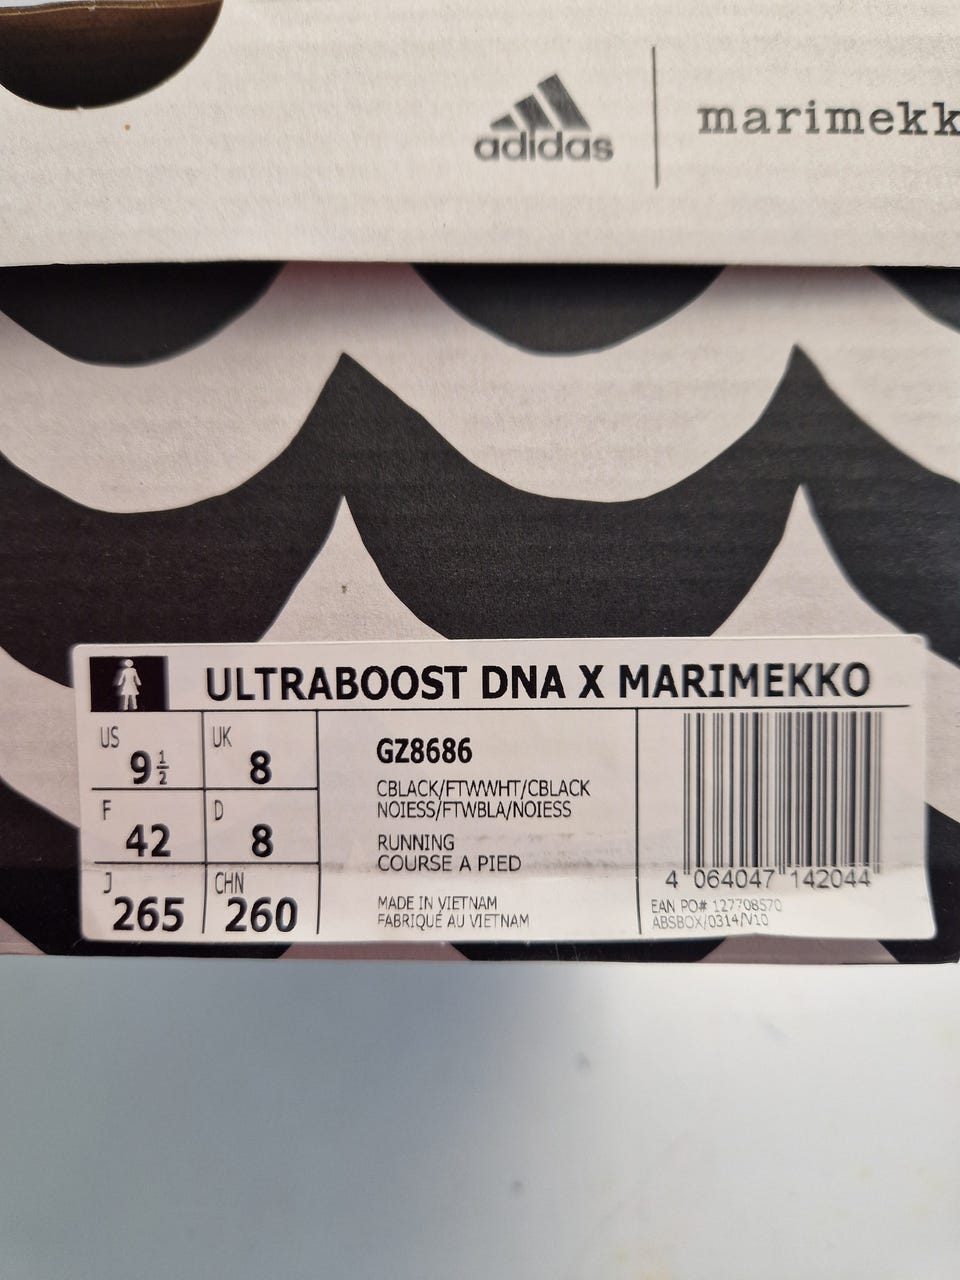 adidas
marimekk
ULTRABOOST DNA X MARIMEKKO
US 9½
UK 8
F 42
D 8
J 265
CHN 260
GZ8686
CBLACK/FTWWHT/CBLACK
NOIESS/FTWBLA/NOIESS
RUNNING
COURSE A PIED
MADE IN VIETNAM
FABRIQUÉ AU VIETNAM
4 064047 142044
EAN PO# 127708570
ABSBOX/0314/V10